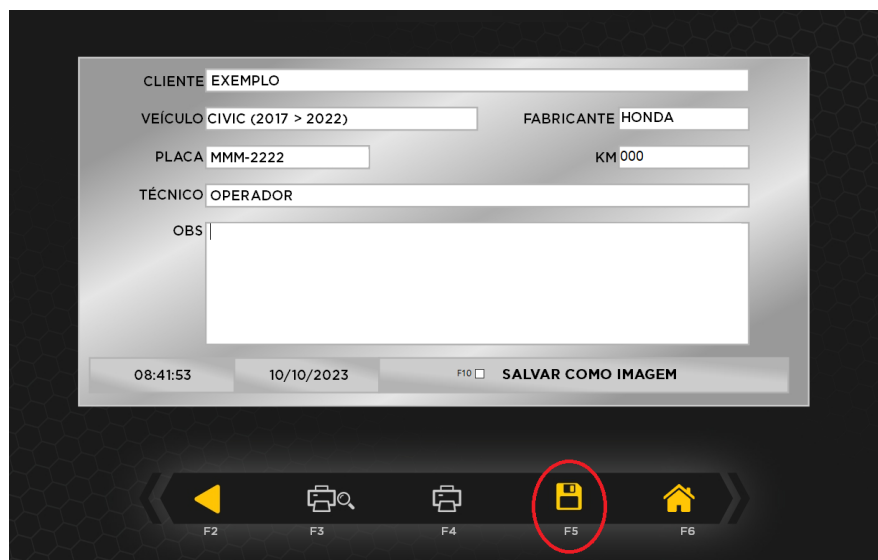 CLIENTE EXEMPLO
VEÍCULO CIVIC (2017 > 2022) FABRICANTE HONDA
PLACA MMM-2222 KM 000
TÉCNICO OPERADOR
OBS
08:41:53 10/10/2023 F10 SALVAR COMO IMAGEM
F2 F3 F4 F5 F6